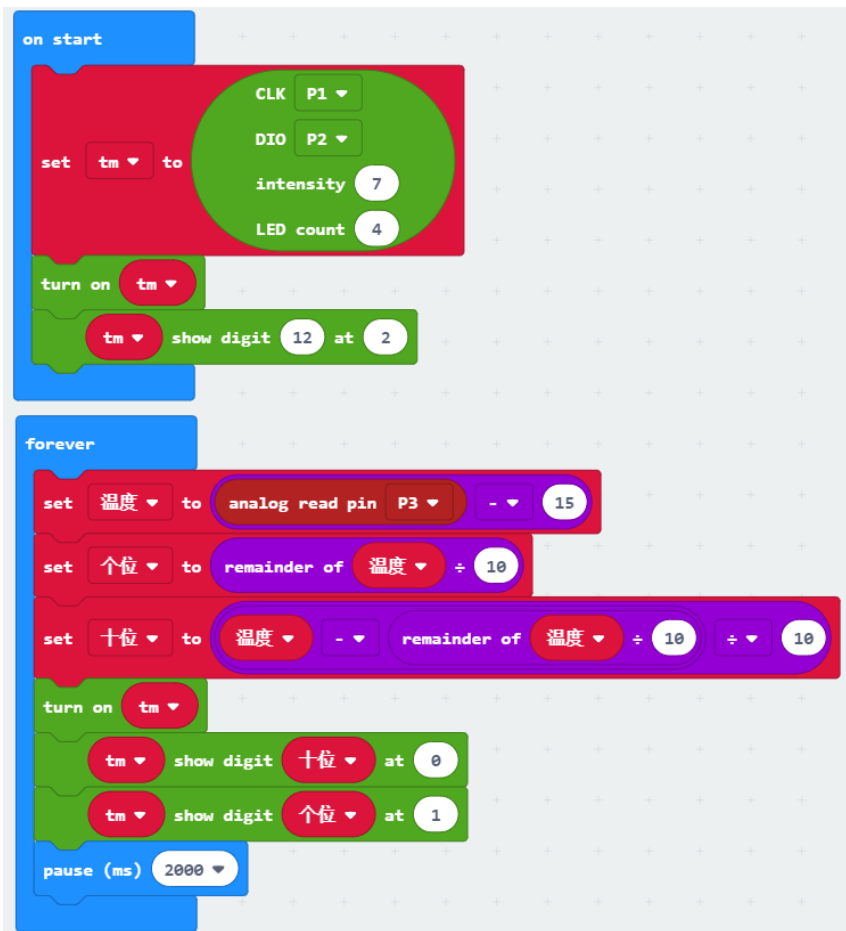 on start
CLK P1
DIO P2
set tm to
intensity 7
LED count 4
turn on tm
tm show digit 12 at 2
forever
set 温度 to analog read pin P3 - 15
set 个位 to remainder of 温度 ÷ 10
set 十位 to 温度 - remainder of 温度 ÷ 10 ÷ 10
turn on tm
tm show digit 十位 at 0
tm show digit 个位 at 1
pause (ms) 2000